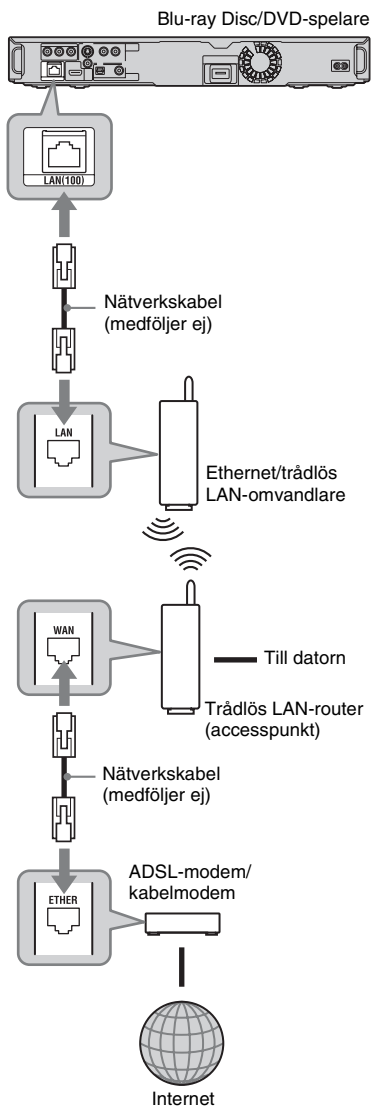 Blu-ray Disc/DVD-spelare
LAN(100)
Nätverkskabel
(medföljer ej)
LAN
Ethernet/trådlös
LAN-omvandlare
WAN
Till datorn
Trådlös LAN-router
(accesspunkt)
Nätverkskabel
(medföljer ej)
ADSL-modem/
kabelmodem
ETHER
Internet